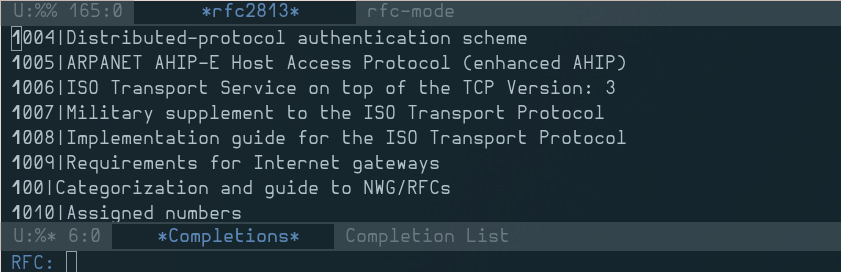 U:%% 165:0 *rfc2813* rfc-mode
1004|Distributed-protocol authentication scheme
1005|ARPANET AHIP-E Host Access Protocol (enhanced AHIP)
1006|ISO Transport Service on top of the TCP Version: 3
1007|Military supplement to the ISO Transport Protocol
1008|Implementation guide for the ISO Transport Protocol
1009|Requirements for Internet gateways
100|Categorization and guide to NWG/RFCs
1010|Assigned numbers
U:%* 6:0 *Completions* Completion List
RFC: